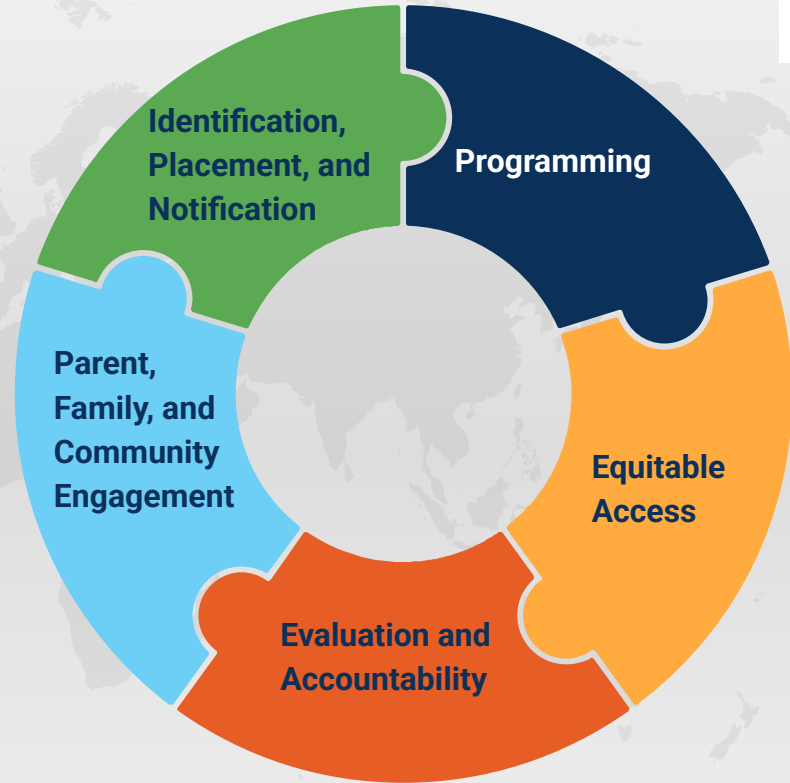 Identification,
Placement, and
Notification
Programming
Equitable
Access
Evaluation and
Accountability
Parent,
Family, and
Community
Engagement